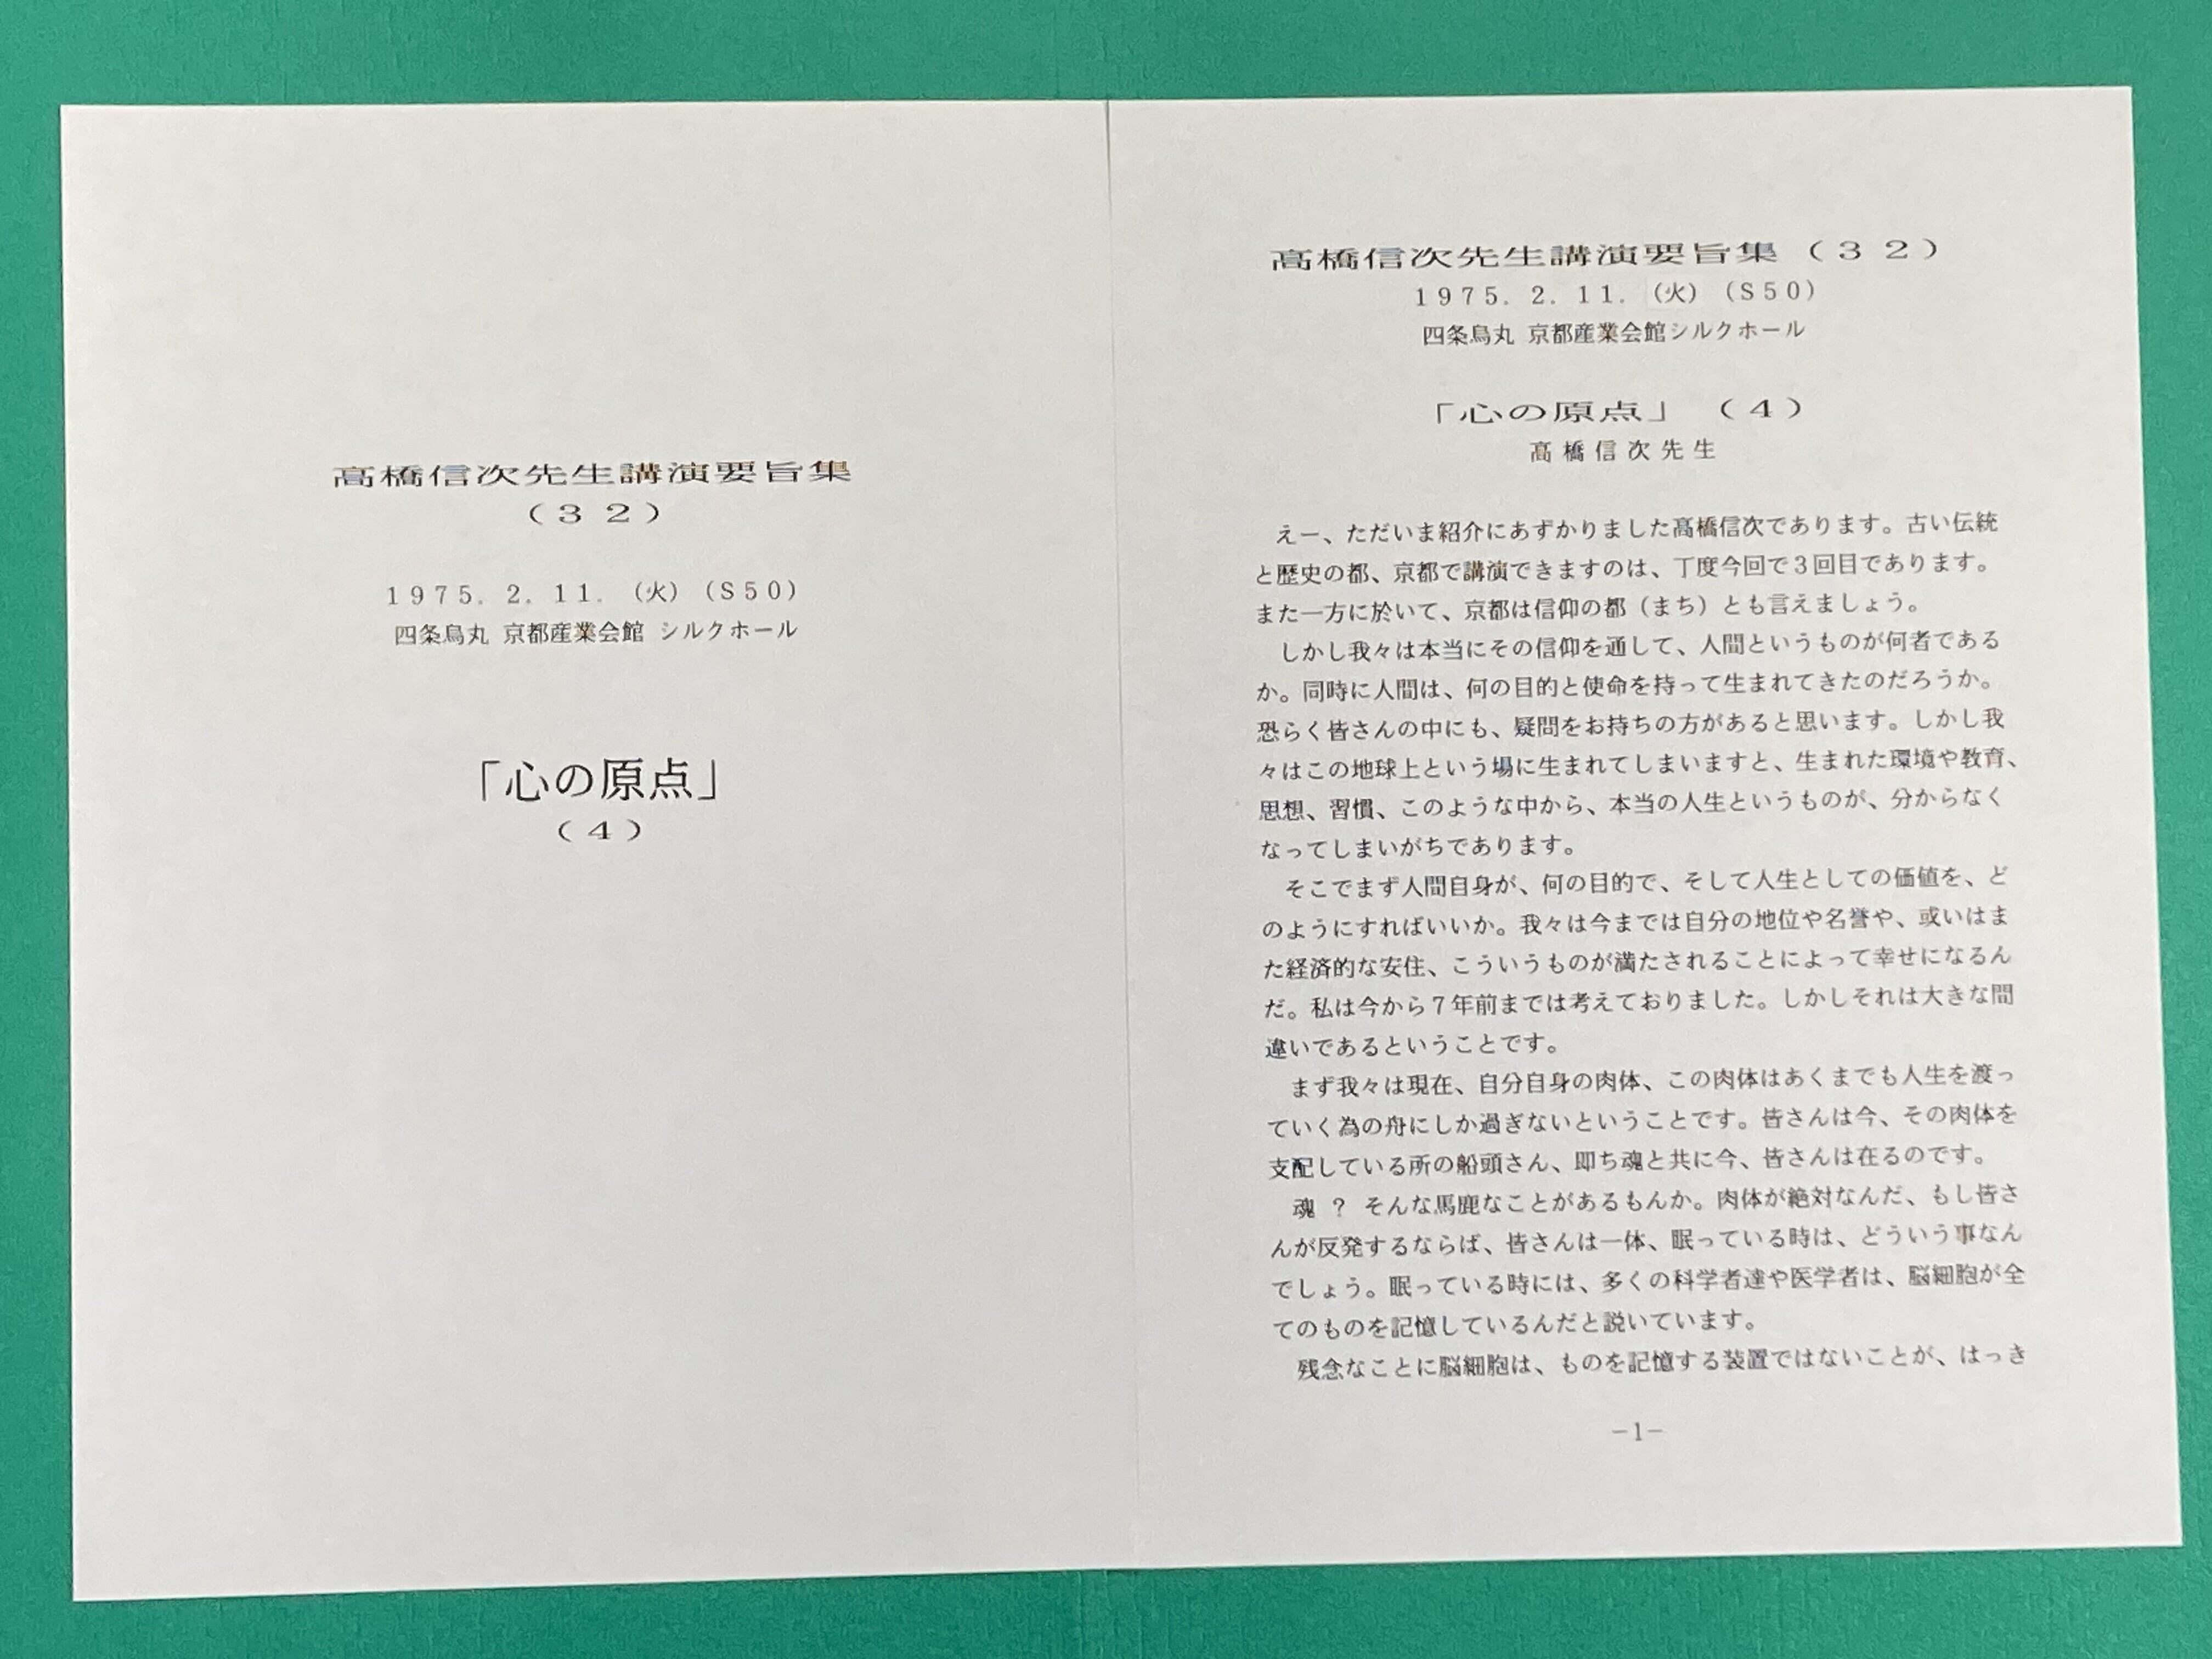 高橋信次先生講演要旨集
（３２）
１９７５．２．１１．（火）（Ｓ５０）
四条烏丸 京都産業会館 シルクホール
「心の原点」
（４）
高橋信次先生講演要旨集（３２）
１９７５．２．１１．（火）（Ｓ５０）
四条烏丸 京都産業会館シルクホール
「心の原点」（４）
高橋信次先生
えー、ただいま紹介にあずかりました高橋信次であります。古い伝統
と歴史の都、京都で講演できますのは、丁度今回で３回目であります。
また一方に於いて、京都は信仰の都（まち）とも言えましょう。
しかし我々は本当にその信仰を通して、人間というものが何者である
か。同時に人間は、何の目的と使命を持って生まれてきたのだろうか。
恐らく皆さんの中にも、疑問をお持ちの方があると思います。しかし我
々はこの地球上という場に生まれてしまいますと、生まれた環境や教育、
思想、習慣、このような中から、本当の人生というものが、分からなく
なってしまいがちであります。
そこでまず人間自身が、何の目的で、そして人生としての価値を、ど
のようにすればいいか。我々は今までは自分の地位や名誉や、或いはま
た経済的な安住、こういうものが満たされることによって幸せになるん
だ。私は今から７年前までは考えておりました。しかしそれは大きな間
違いであるということです。
まず我々は現在、自分自身の肉体、この肉体はあくまでも人生を渡っ
ていく為の舟にしか過ぎないということです。皆さんは今、その肉体を
支配している所の船頭さん、即ち魂と共に今、皆さんは在るのです。
魂 ？ そんな馬鹿なことがあるもんか。肉体が絶対なんだ、もし皆さ
んが反発するならば、皆さんは一体、眠っている時は、どういう事なん
でしょう。眠っている時には、多くの科学者達や医学者は、脳細胞が全
てのものを記憶しているんだと説いています。
残念なことに脳細胞は、ものを記憶する装置ではないことが、はっき
－1－